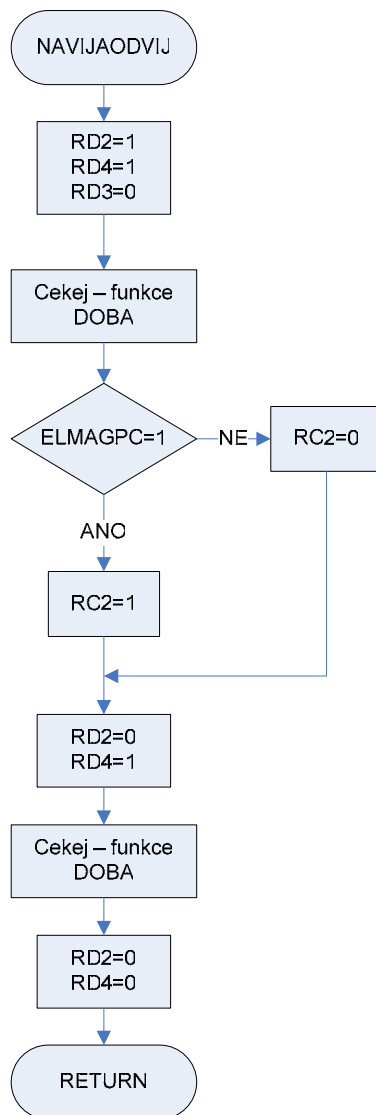 NAVIJAODVIJ
RD2=1
RD4=1
RD3=0
Cekej – funkce
DOBA
ELMAGPC=1
NE
RC2=0
ANO
RC2=1
RD2=0
RD4=1
Cekej – funkce
DOBA
RD2=0
RD4=0
RETURN